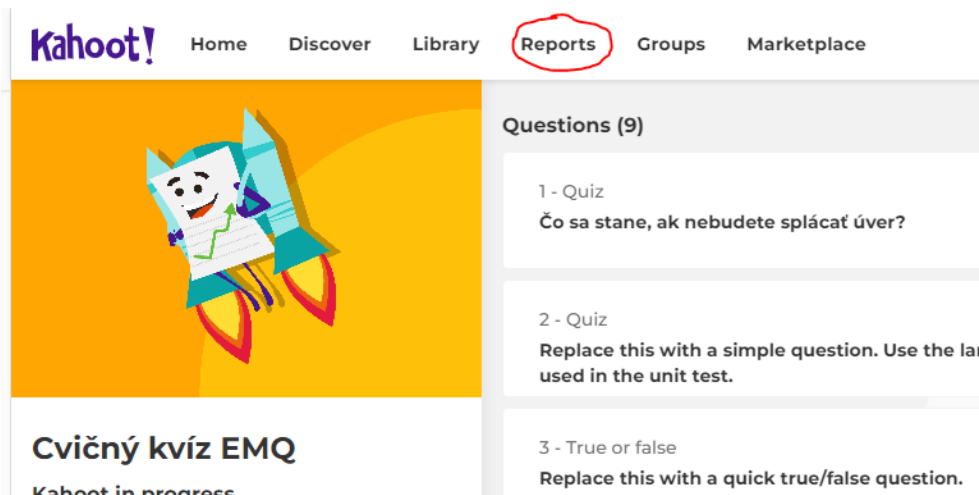 Kahoot!
Home Discover Library Reports Groups Marketplace
Questions (9)
1 - Quiz
Čo sa stane, ak nebudete splácať úver?
2 - Quiz
Replace this with a simple question. Use the
used in the unit test.
3 - True or false
Replace this with a quick true/false question.
Cvičný kvíz EMQ
Kahoot in progress